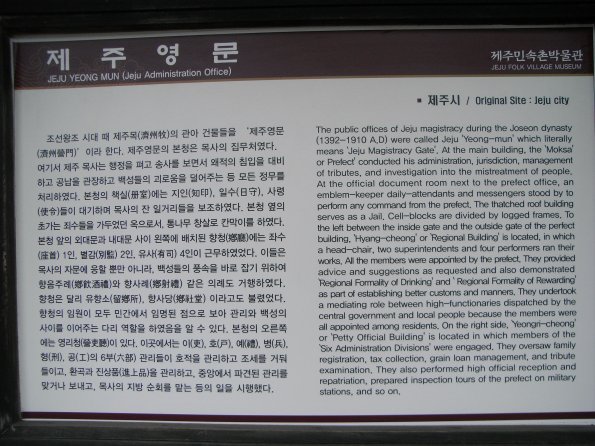 제 주 영 문
JEJU YEONG MUN (Jeju Administration Office)
제주민속촌박물관
JEJU FOLK VILLAGE MUSEUM
▪ 제주시 / Original Site : Jeju city
조선왕조 시대 때 제주목(濟州牧)의 관아 건물들을 '제주영문
(濟州營門)' 이라 한다. 제주영문의 본청은 목사의 집무처였다.
여기서 제주 목사는 행정을 펴고 송사를 보면서 왜적의 침입을 대비
하고 공납을 관장하고 백성들의 괴로움을 덜어주는 등 모든 정무를
처리하였다. 본청의 책실(册室)에는 지인(知印), 일수(日守), 사령
(使令)들이 대기하며 목사의 잔 일거리들을 보조하였다. 본청 옆의
초가는 죄수들을 가두었던 옥으로서, 통나무 창살로 칸막이를 하였다.
본청 앞의 외대문과 내대문 사이 왼쪽에 배치된 향청(鄕廳)에는 좌수
(座首) 1인, 별감(別監) 2인, 유사(有司) 4인이 근무하였었다. 이들은
목사의 자문에 응할 뿐만 아니라, 백성들의 풍속을 바로 잡기 위하여
향음주례(鄕飮酒禮)와 향사례(鄕射禮) 같은 의례도 거행하였다.
향청은 달리 유향소(留鄕所), 향사당(鄕社堂) 이라고도 불렸었다.
향청의 임원이 모두 민간에서 임명된 점으로 보아 관리와 백성의
사이를 이어주는 다리 역할을 하였음을 알 수 있다. 본청의 오른쪽
에는 영리청(營吏廳)이 있다. 이곳에서는 이(吏), 호(戶), 예(禮), 병(兵),
형(刑), 공(工)의 6부(六部) 관리들이 호적을 관리하고 조세를 거둬
들이고, 환곡과 진상품(進上品)을 관리하고, 중앙에서 파견된 관리를
맞거나 보내고, 목사의 지방 순회를 맡는 등의 일을 시행했다.
The public offices of Jeju magistracy during the Joseon dynasty
(1392-1910 A.D) were called Jeju 'Yeong-mun' which literally
means 'Jeju Magistracy Gate'. At the main building, the 'Moksa'
or Prefect' conducted his administration, jurisdiction, management
of tributes, and investigation into the mistreatment of people.
At the official document room next to the prefect office, an
emblem-keeper daily-attendants and messengers stood by to
perform any command from the prefect. The thatched roof building
serves as a Jail. Cell-blocks are divided by logged frames. To
the left between the inside gate and the outside gate of the perfect
building, 'Hyang-cheong' or 'Regional Building' is located, in which
a head-chair, two superintendents and four performers ran their
works. All the members were appointed by the prefect. They provided
advice and suggestions as requested and also demonstrated
'Regional Formality of Drinking' and ' Regional Formality of Rewarding'
as part of establishing better customs and manners. They undertook
a mediating role between high-functionaries dispatched by the
central government and local people because the members were
all appointed among residents. On the right side, 'Yeongri-cheong'
or 'Petty Official Building' is located in which members of the
'Six Administration Divisions' were engaged. They oversaw family
registration, tax collection, grain loan management, and tribute
examination. They also performed high official reception and
repatriation, prepared inspection tours of the prefect on military
stations, and so on.